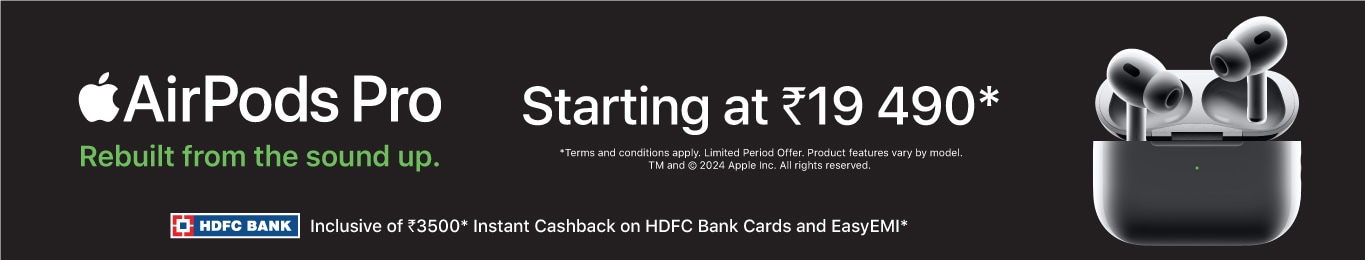 AirPods Pro
Rebuilt from the sound up.
Starting at ₹19 490*
*Terms and conditions apply. Limited Period Offer. Product features vary by model.
TM and © 2024 Apple Inc. All rights reserved.
HDFC BANK Inclusive of ₹3500* Instant Cashback on HDFC Bank Cards and EasyEMI*